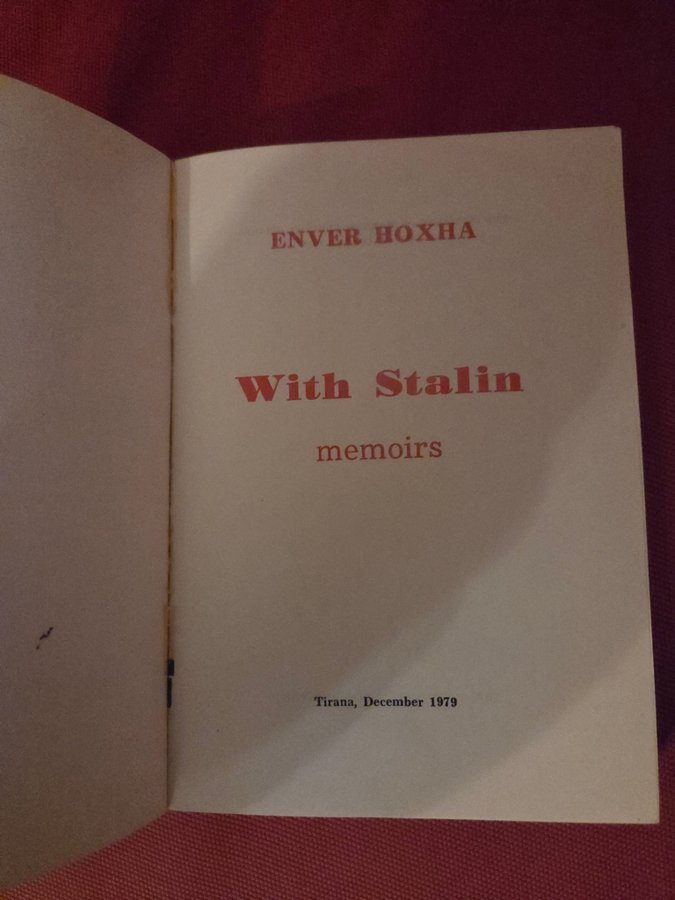 ENVER HOXHA
With Stalin
memoirs
Tirana, December 1979